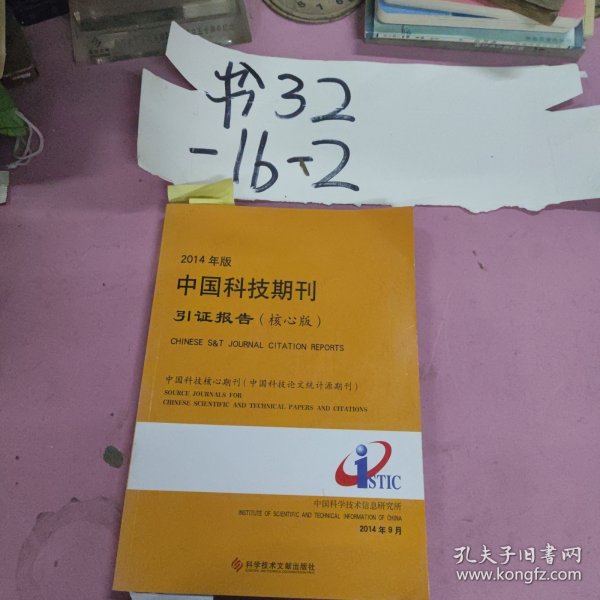 书32
-16-2
2014 年版
中国科技期刊
引证报告(核心版)
CHINESE S&T JOURNAL CITATION REPORTS
中国科技核心期刊(中国科技论文统计源期刊)
SOURCE JOURNALS FOR
CHINESE SCIENTIFIC AND TECHNICAL PAPERS AND CITATIONS
iSTIC
中国科学技术信息研究所
INSTITUTE OF SCIENTIFIC AND TECHNICAL INFORMATION OF CHINA
2014 年 9 月
科学技术文献出版社
孔夫子旧书网
www.kongfz.com